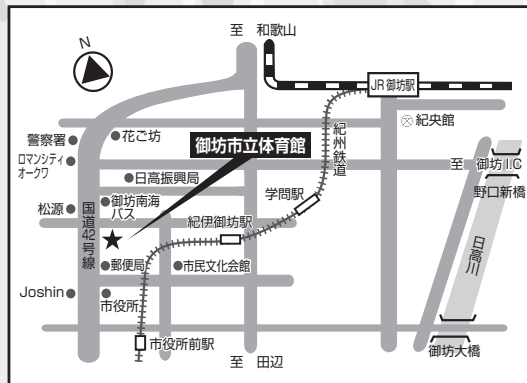 至 和歌山
N
JR御坊駅
紀央館
警察署
花ご坊
御坊市立体育館
紀州鉄道
ロマンシティ
オークワ
至 御坊I.C
日高振興局
学問駅
野口新橋
松源
国道42号線
御坊南海
バス
紀伊御坊駅
日高川
郵便局
市民文化会館
Joshin
市役所
市役所前駅
至 田辺
御坊大橋